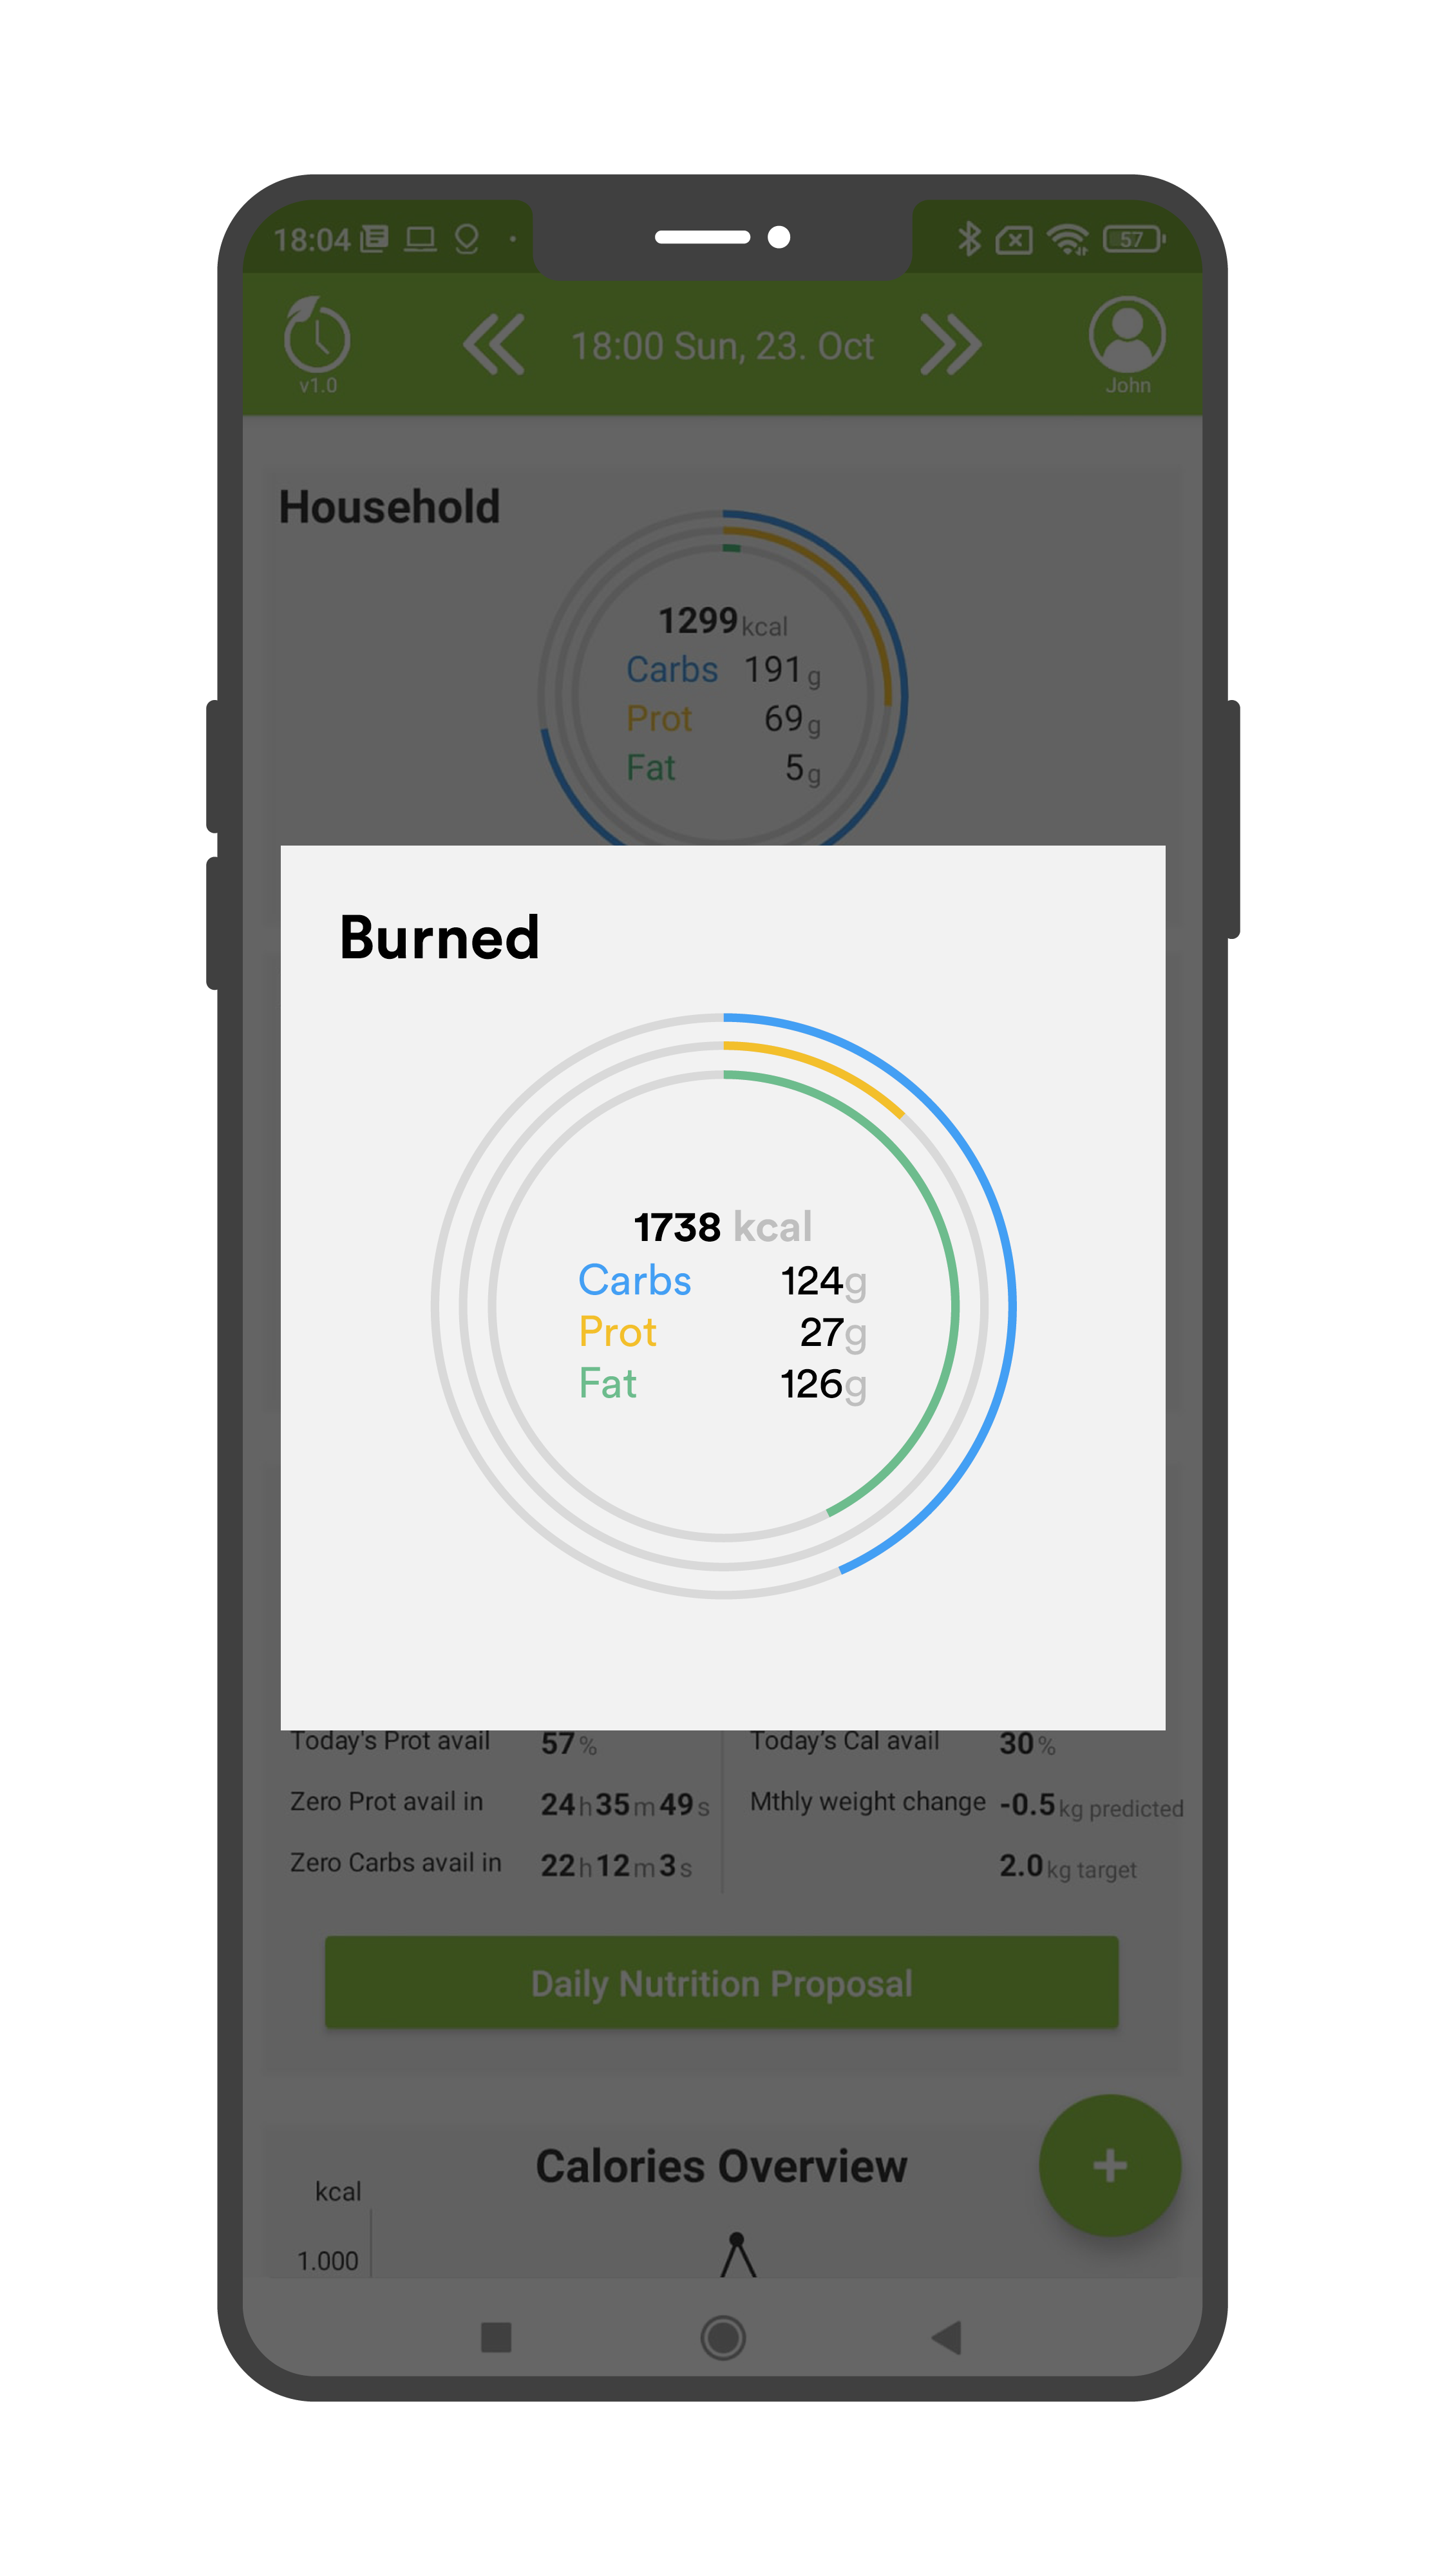 18:04
57
18:00 Sun, 23. Oct
v1.0
John
Household
1299 kcal
Carbs 191 g
Prot 69 g
Fat 5 g
Burned
1738 kcal
Carbs 124g
Prot 27g
Fat 126g
Today's Prot avail 57 %
Today's Cal avail 30 %
Zero Prot avail in 24 h 35 m 49 s
Mthly weight change -0.5 kg predicted
Zero Carbs avail in 22 h 12 m 3 s
2.0 kg target
Daily Nutrition Proposal
Calories Overview
kcal
+
1.000